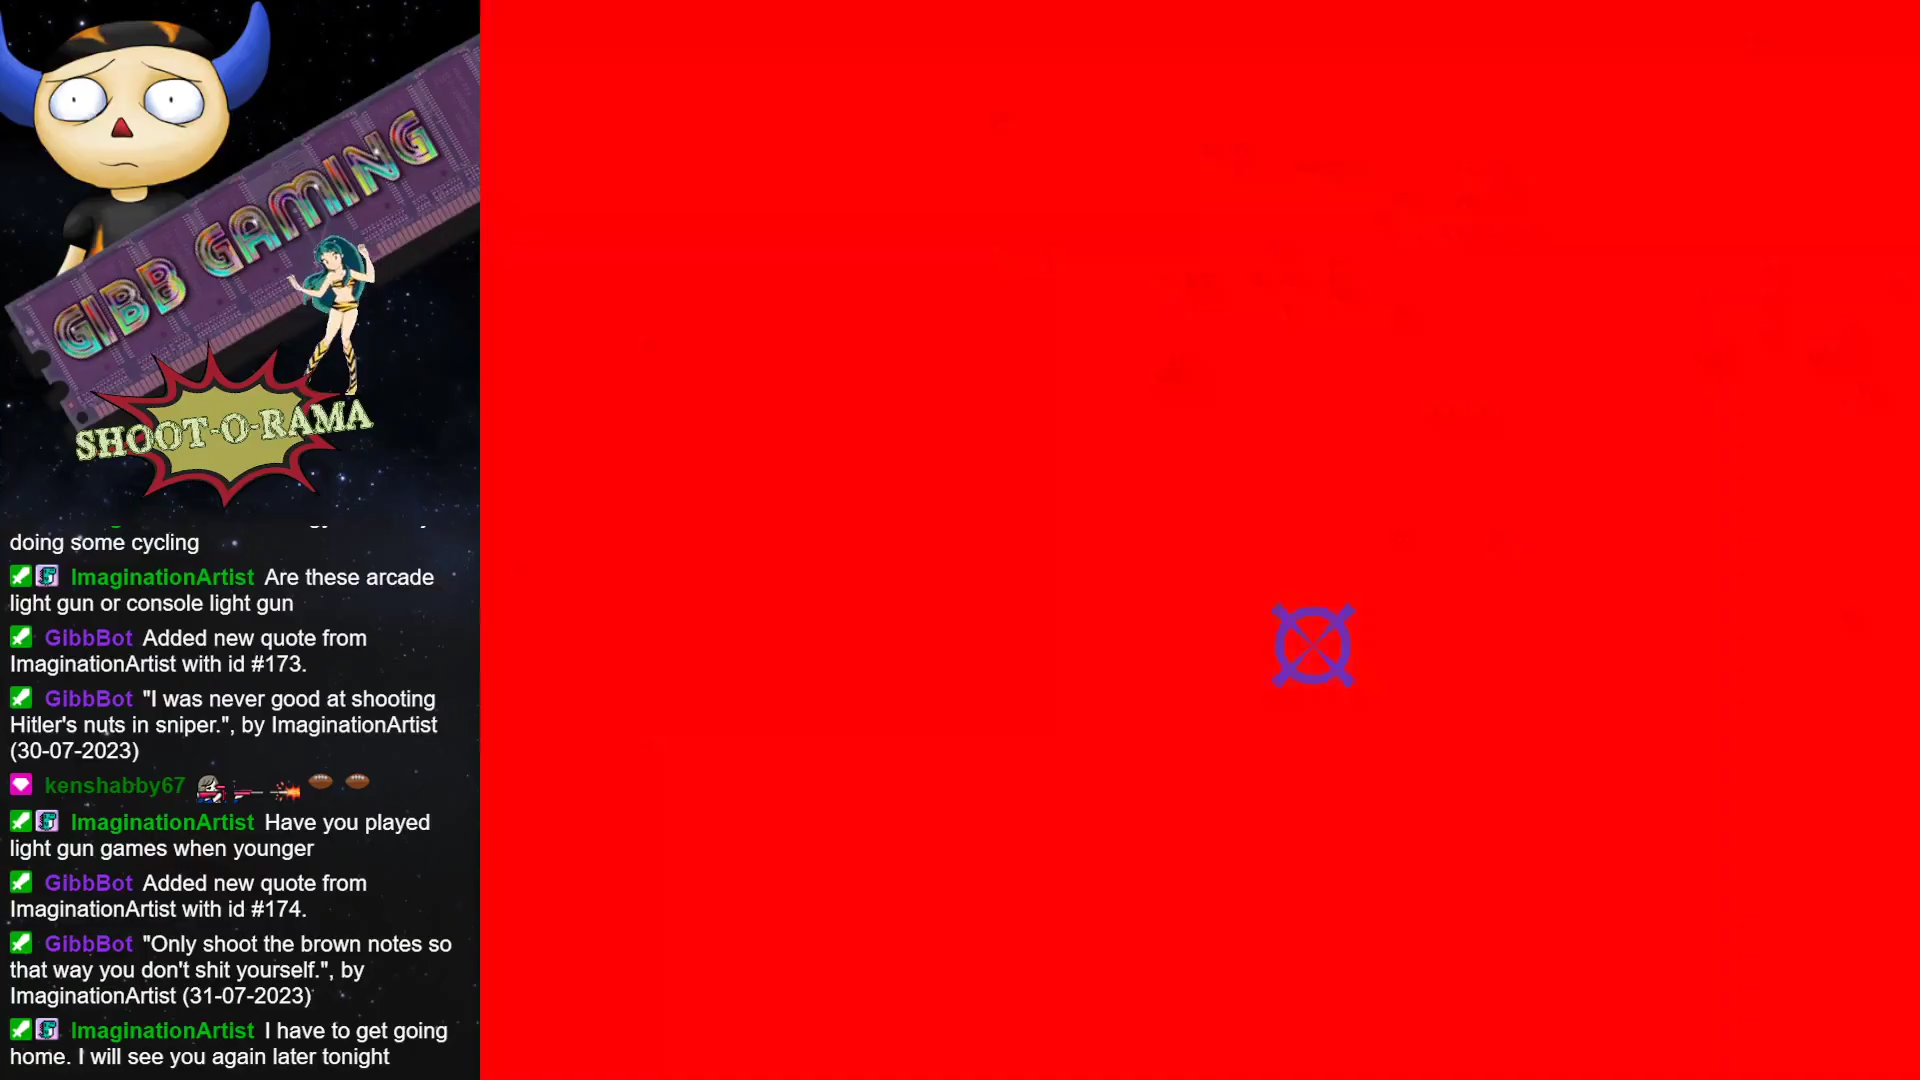 GIBB GAMING
SHOOT-O-RAMA
doing some cycling
ImaginationArtist Are these arcade
light gun or console light gun
GibbBot Added new quote from
ImaginationArtist with id #173.
GibbBot "I was never good at shooting
Hitler's nuts in sniper.", by ImaginationArtist
(30-07-2023)
kenshabby67
ImaginationArtist Have you played
light gun games when younger
GibbBot Added new quote from
ImaginationArtist with id #174.
GibbBot "Only shoot the brown notes so
that way you don't shit yourself.", by
ImaginationArtist (31-07-2023)
ImaginationArtist I have to get going
home. I will see you again later tonight